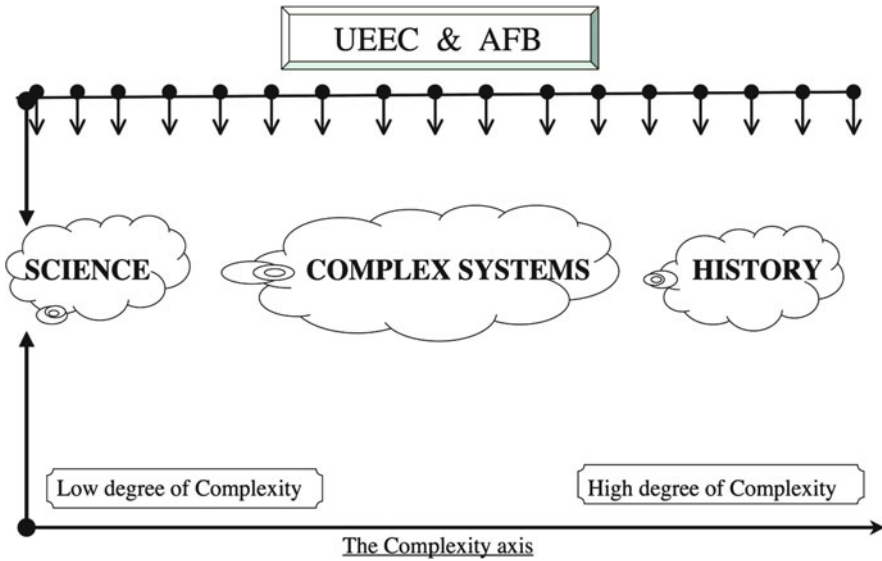 UEEC & AFB
SCIENCE
COMPLEX SYSTEMS
HISTORY
Low degree of Complexity
High degree of Complexity
The Complexity axis